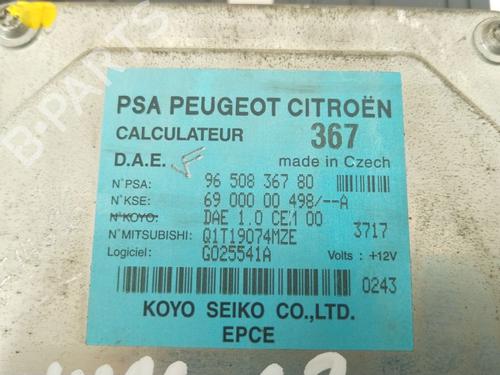 PSA PEUGEOT CITROËN
CALCULATEUR 367
D.A.E. made in Czech
N°PSA: 96 508 367 80
N°KSE: 69 000 00 498/--A
N°KOYO: DAE 1.0 CE1 00
N°MITSUBISHI: Q1T19074MZE 3717
Logiciel: G025541A Volts : +12V
0243
KOYO SEIKO CO.,LTD.
EPCE
B-PARTS